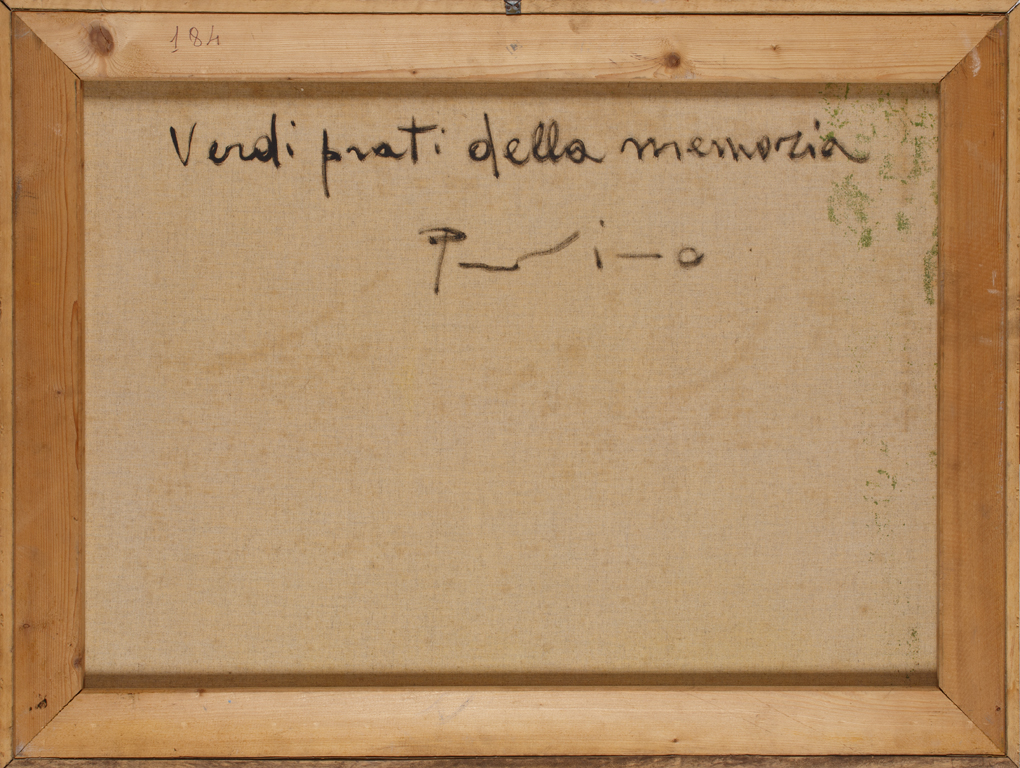 184
Verdi prati della memoria